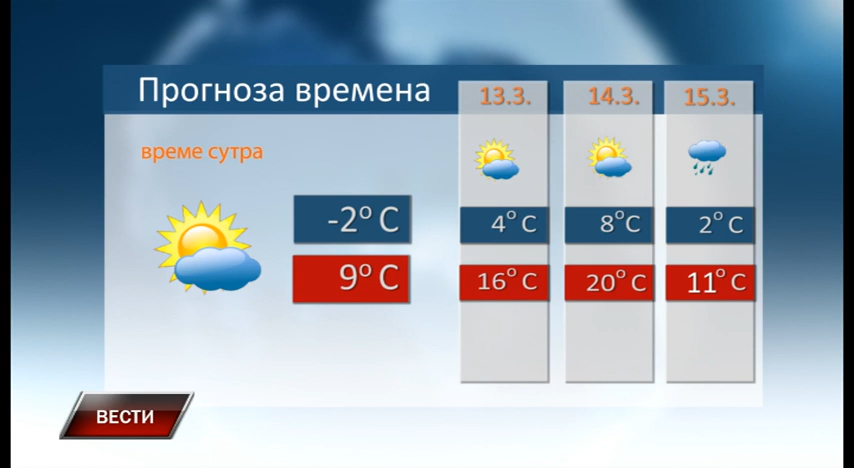 Прогноза времена
време сутра
-2° C
9° C
13.3.
4° C
16° C
14.3.
8°C
20° C
15.3.
2° C
11° C
ВЕСТИ